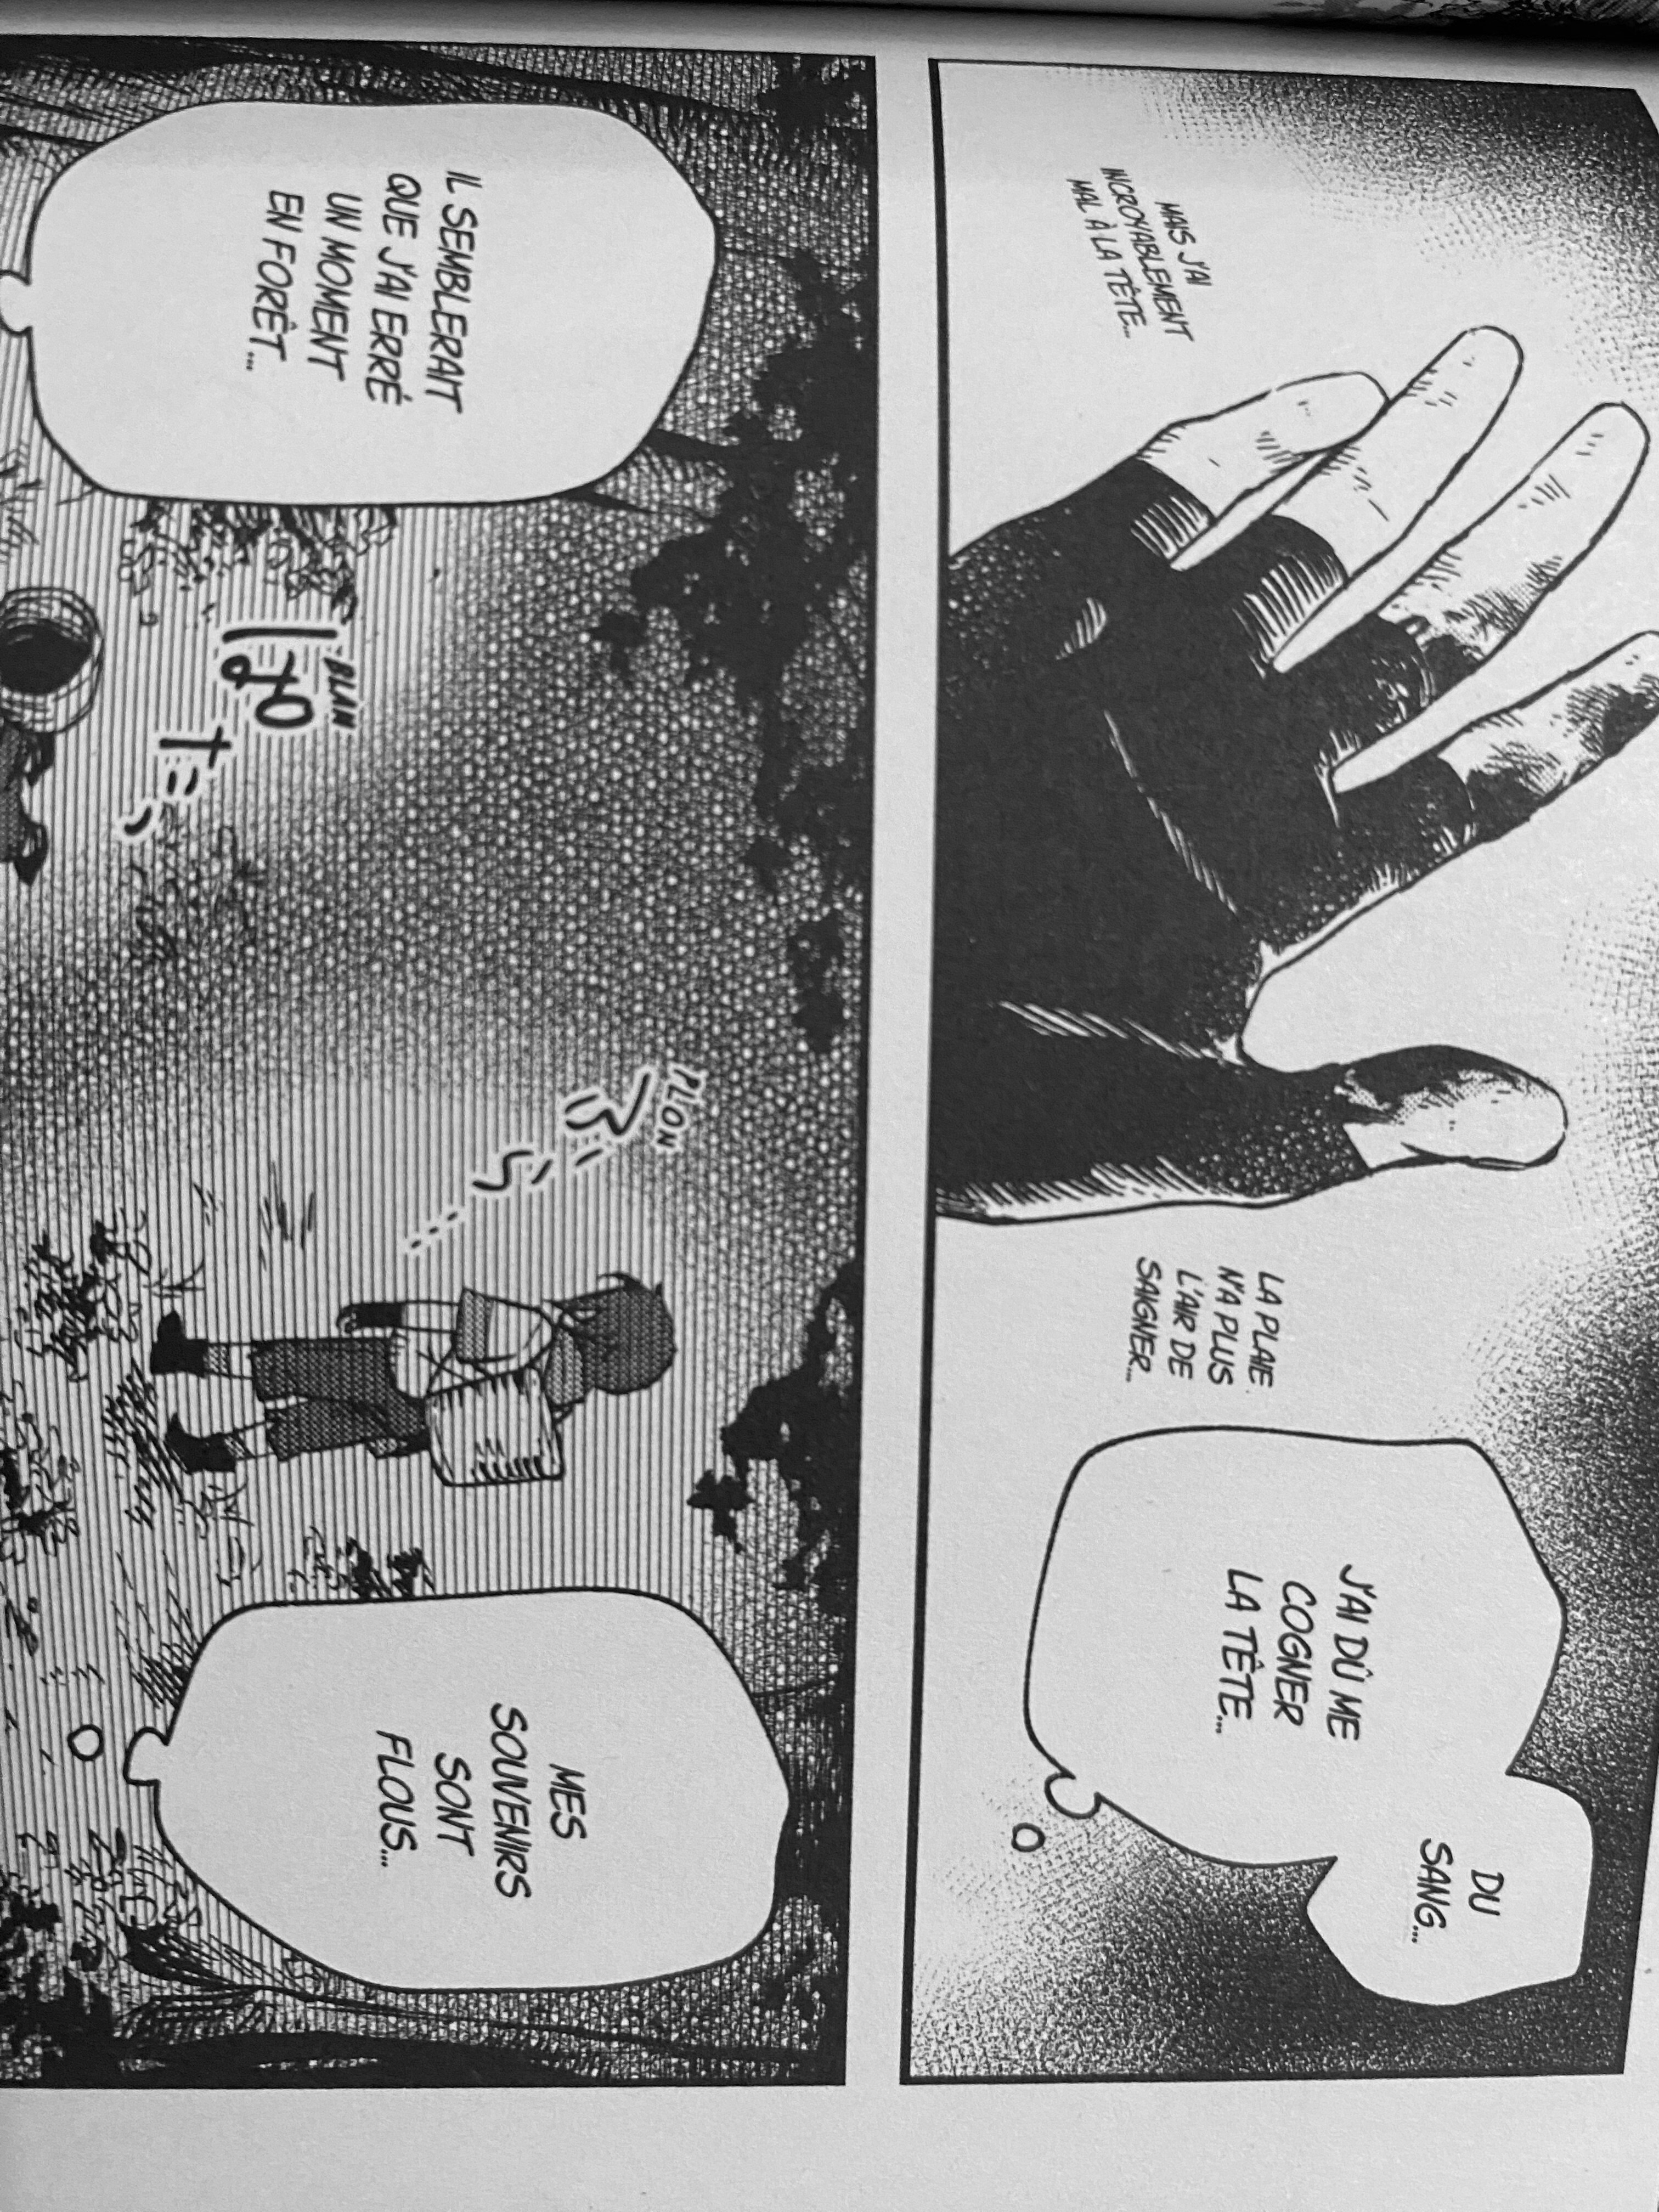 DU
SANG...
J'AI DÛ ME
COGNER
LA TÊTE...
LA PLAIE
N'A PLUS
L'AIR DE
SAIGNER...
MAIS J'AI
INCROYABLEMENT
MAL À LA TÊTE...
MES
SOUVENIRS
SONT
FLOUS...
PLON
IL SEMBLERAIT
QUE J'AI ERRÉ
UN MOMENT
EN FORÊT...